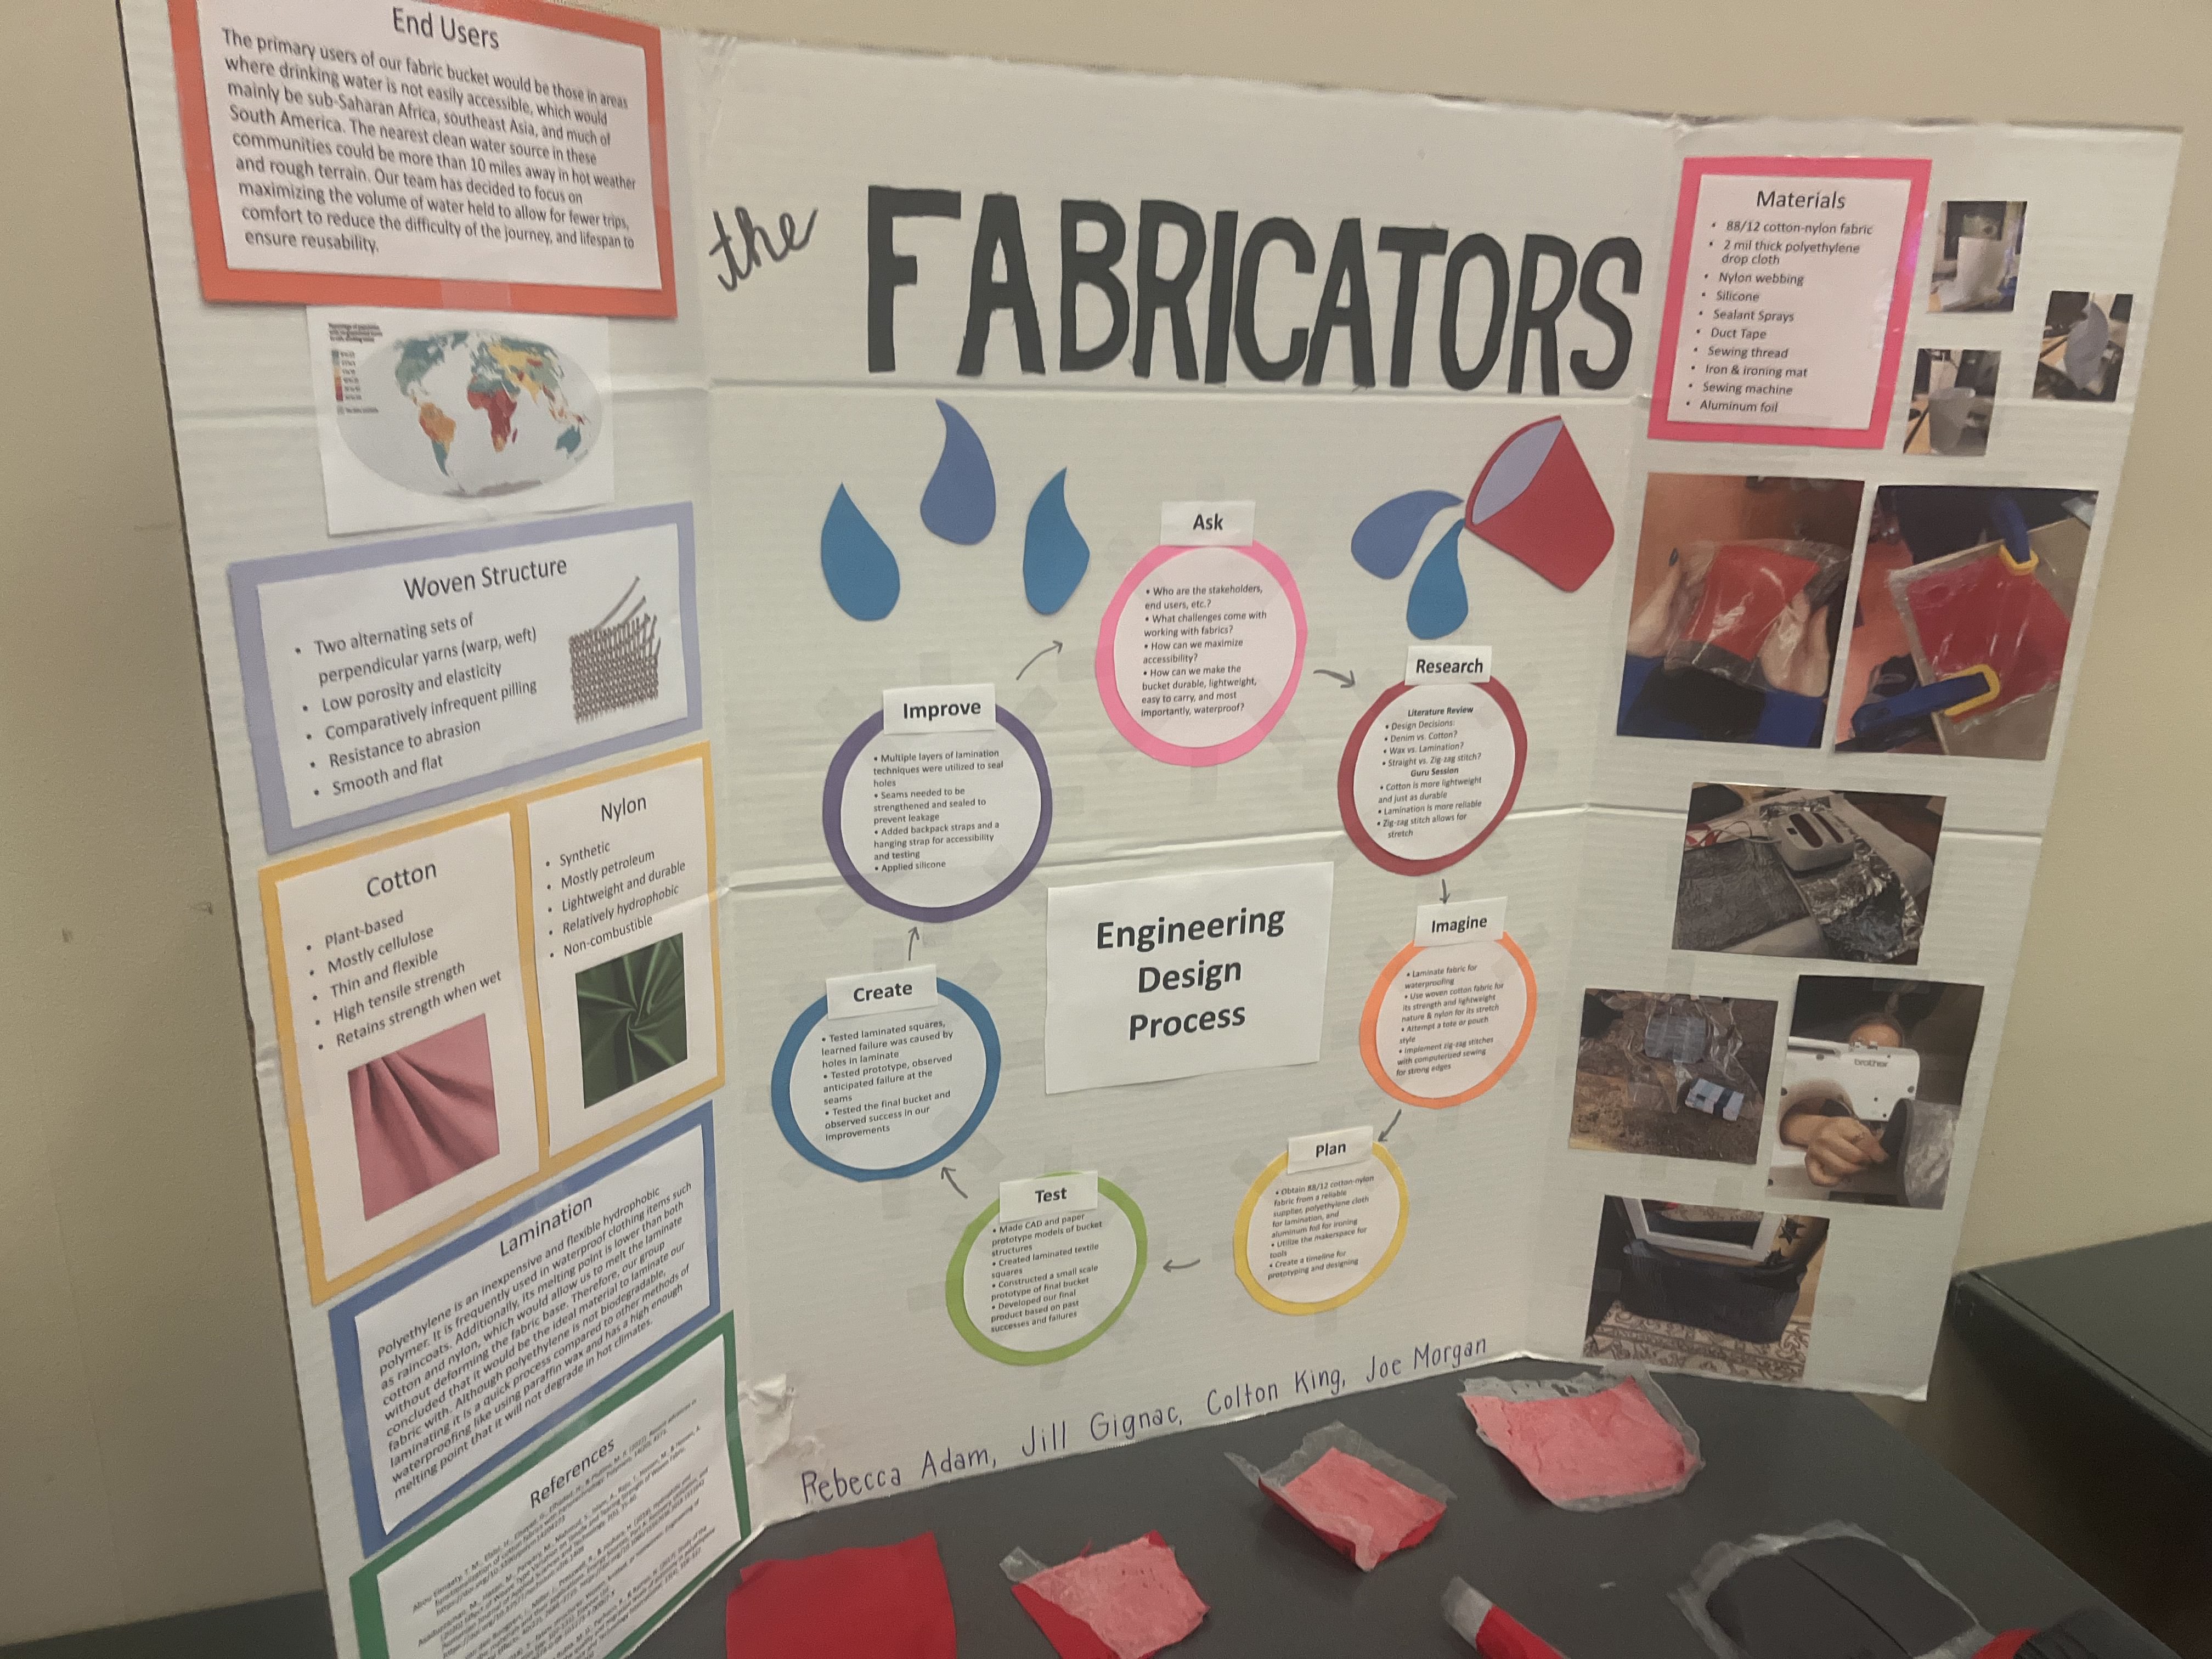 End Users
The primary users of our fabric bucket would be those in areas
where drinking water is not easily accessible, which would
mainly be sub-Saharan Africa, southeast Asia, and much of
South America. The nearest clean water source in these
communities could be more than 10 miles away in hot weather
and rough terrain. Our team has decided to focus on
maximizing the volume of water held to allow for fewer trips,
comfort to reduce the difficulty of the journey, and lifespan to
ensure reusability.
Woven Structure
• Two alternating sets of
perpendicular yarns (warp, weft)
• Low porosity and elasticity
• Comparatively infrequent pilling
• Resistance to abrasion
• Smooth and flat
Cotton
• Plant-based
• Mostly cellulose
• Thin and flexible
• High tensile strength
• Retains strength when wet
Nylon
• Synthetic
• Mostly petroleum
• Lightweight and durable
• Relatively hydrophobic
• Non-combustible
Lamination
Polyethylene is an inexpensive and flexible hydrophobic
polymer. It is frequently used in waterproof clothing items such
as raincoats. Additionally, its melting point is lower than both
cotton and nylon, which would allow us to melt the laminate
without deforming the fabric base. Therefore, our group
concluded that it would be the ideal material to laminate our
fabric with. Although polyethylene is not biodegradable,
laminating it is a quick process compared to other methods of
waterproofing like using paraffin wax and has a high enough
melting point that it will not degrade in hot climates.
References
the FABRICATORS
Ask
• Who are the stakeholders,
end users, etc.?
• What challenges come with
working with fabrics?
• How can we maximize
accessibility?
• How can we make the
bucket durable, lightweight,
easy to carry, and most
importantly, waterproof?
Research
Literature Review
• Design Decisions:
• Denim vs. Cotton?
• Wax vs. Lamination?
• Straight vs. Zig-zag stitch?
Guru Session
• Cotton is more lightweight
and just as durable
• Lamination is more reliable
• Zig-zag stitch allows for
stretch
Imagine
• Laminate fabric for
waterproofing
• Use woven cotton fabric for
its strength and lightweight
nature & nylon for its stretch
• Attempt a tote or pouch
style
• Implement zig-zag stitches
with computerized sewing
for strong edges
Plan
• Obtain 88/12 cotton-nylon
fabric from a reliable
supplier, polyethylene cloth
for lamination, and
aluminum foil for ironing
• Utilize the makerspace for
tools
• Create a timeline for
prototyping and designing
Test
• Made CAD and paper
prototype models of bucket
structures
• Created laminated textile
squares
• Constructed a small scale
prototype of final bucket
• Developed our final
product based on past
successes and failures
Create
• Tested laminated squares,
learned failure was caused by
holes in laminate
• Tested prototype, observed
anticipated failure at the
seams
• Tested the final bucket and
observed success in our
improvements
Improve
• Multiple layers of lamination
techniques were utilized to seal
holes
• Seams needed to be
strengthened and sealed to
prevent leakage
• Added backpack straps and a
hanging strap for accessibility
and testing
• Applied silicone
Engineering
Design
Process
Rebecca Adam, Jill Gignac, Colton King, Joe Morgan
Materials
• 88/12 cotton-nylon fabric
• 2 mil thick polyethylene
drop cloth
• Nylon webbing
• Silicone
• Sealant Sprays
• Duct Tape
• Sewing thread
• Iron & ironing mat
• Sewing machine
• Aluminum foil
brother